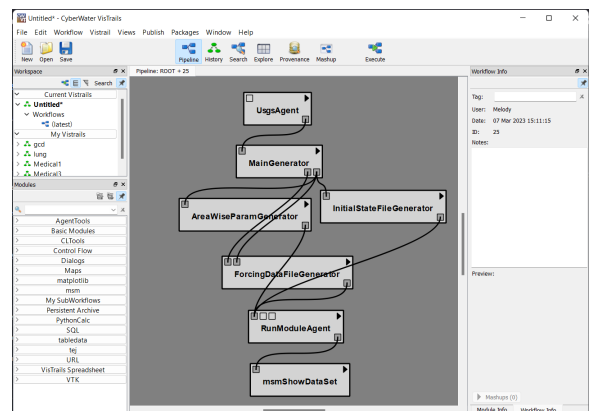 Untitled* - CyberWater VisTrails
File Edit Workflow Vistrail Views Publish Packages Window Help
New Open Save Pipeline History Search Explore Provenance Mashup Execute
Workspace
Search
Current Vistrails
Untitled*
Workflows
(latest)
My Vistrails
gcd
lung
Medical1
Medical3
Modules
AgentTools
Basic Modules
CLTools
Control Flow
Dialogs
Maps
matplotlib
msm
My SubWorkflows
Persistent Archive
PythonCalc
SQL
tabledata
tej
URL
VisTrails Spreadsheet
VTK
Pipeline: ROOT + 25
UsgsAgent
MainGenerator
AreaWiseParamGenerator
InitialStateFileGenerator
ForcingDataFileGenerator
RunModuleAgent
msmShowDataSet
Workflow Info
Tag:
User: Melody
Date: 07 Mar 2023 15:11:15
ID: 25
Notes:
Preview:
Mashups (0)
Module Info Workflow Info